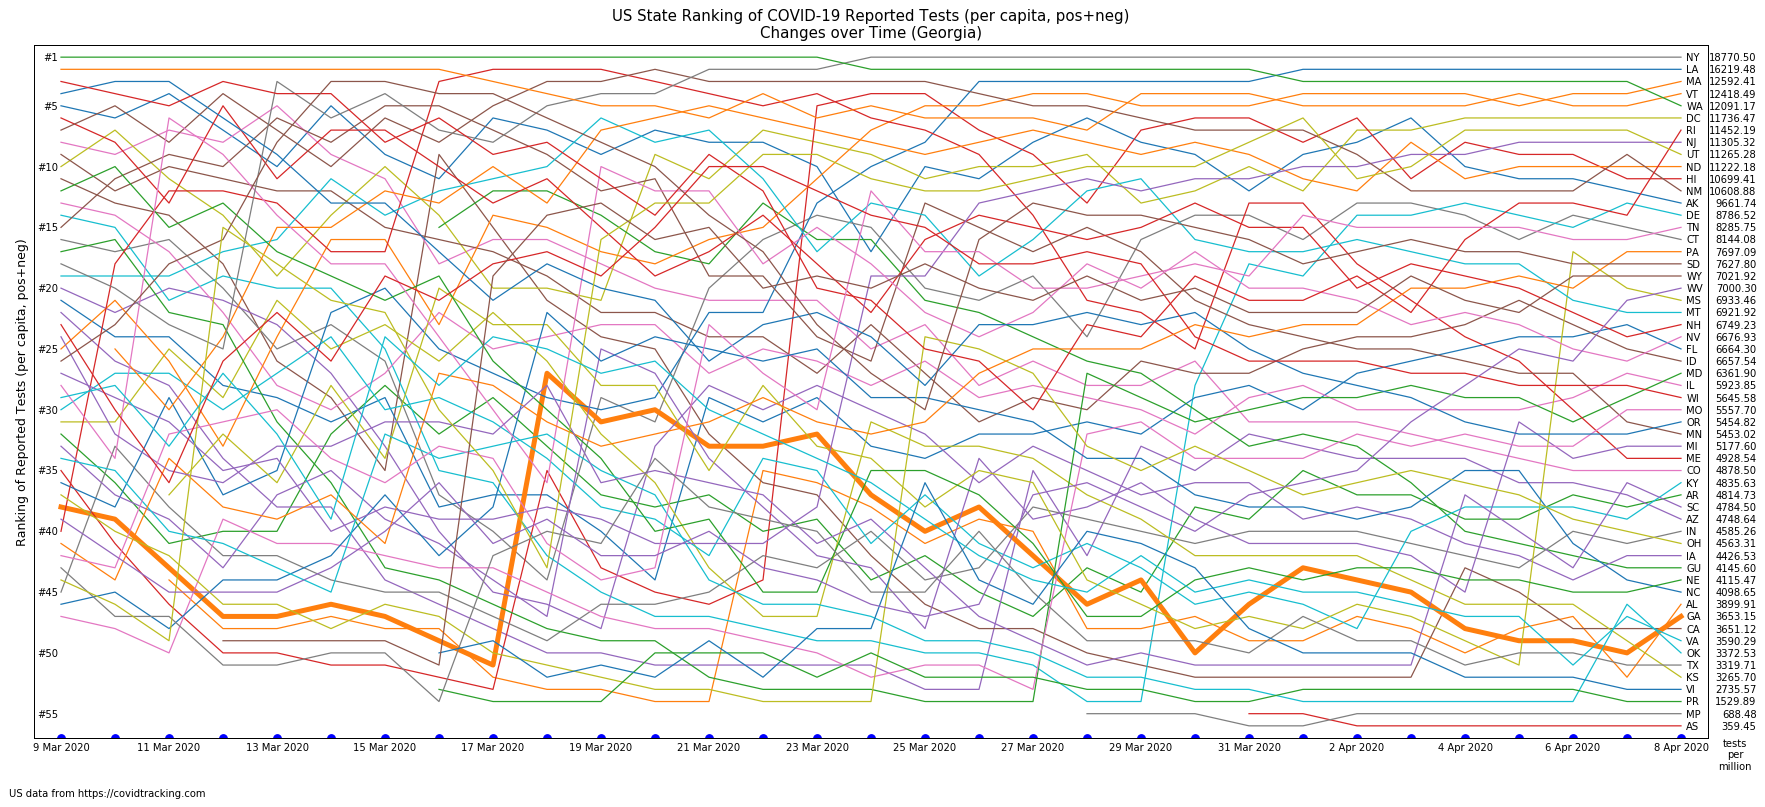 US State Ranking of COVID-19 Reported Tests (per capita, pos+neg)
Changes over Time (Georgia)
Ranking of Reported Tests (per capita, pos+neg)
#1
#5
#10
#15
#20
#25
#30
#35
#40
#45
#50
#55
NY 18770.50
LA 16219.48
MA 12592.41
VT 12418.49
WA 12091.17
DC 11736.47
RI 11452.19
NJ 11305.32
UT 11265.28
ND 11222.18
HI 10699.41
NM 10608.88
AK 9661.74
DE 8786.52
TN 8285.75
CT 8144.08
PA 7697.09
SD 7627.80
WY 7021.92
WV 7000.30
MS 6933.46
MT 6921.92
NH 6749.23
NV 6676.93
FL 6664.30
ID 6657.54
MD 6361.90
IL 5923.85
WI 5645.58
MO 5557.70
OR 5454.82
MN 5453.02
MI 5177.60
ME 4928.54
CO 4878.50
KY 4835.63
AR 4814.73
SC 4784.50
AZ 4748.64
IN 4585.26
OH 4563.31
IA 4426.53
GU 4145.60
NE 4115.47
NC 4098.65
AL 3899.91
GA 3653.15
CA 3651.12
VA 3590.29
OK 3372.53
TX 3319.71
KS 3265.70
VI 2735.57
PR 1529.89
MP 688.48
AS 359.45
9 Mar 2020 11 Mar 2020 13 Mar 2020 15 Mar 2020 17 Mar 2020 19 Mar 2020 21 Mar 2020 23 Mar 2020 25 Mar 2020 27 Mar 2020 29 Mar 2020 31 Mar 2020 2 Apr 2020 4 Apr 2020 6 Apr 2020 8 Apr 2020
tests
per
million
US data from https://covidtracking.com